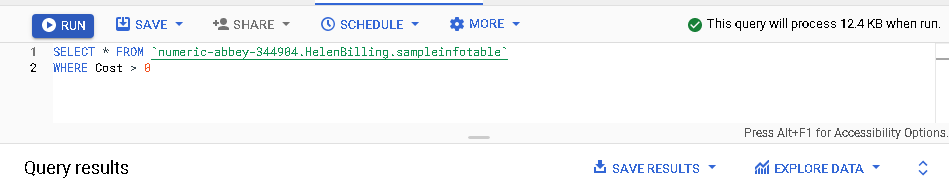 RUN SAVE SHARE SCHEDULE MORE This query will process 12.4 KB when run.
1 SELECT * FROM `numeric-abbey-344904.HelenBilling.sampleinfotable`
2 WHERE Cost > 0
Press Alt+F1 for Accessibility Options.
Query results SAVE RESULTS EXPLORE DATA